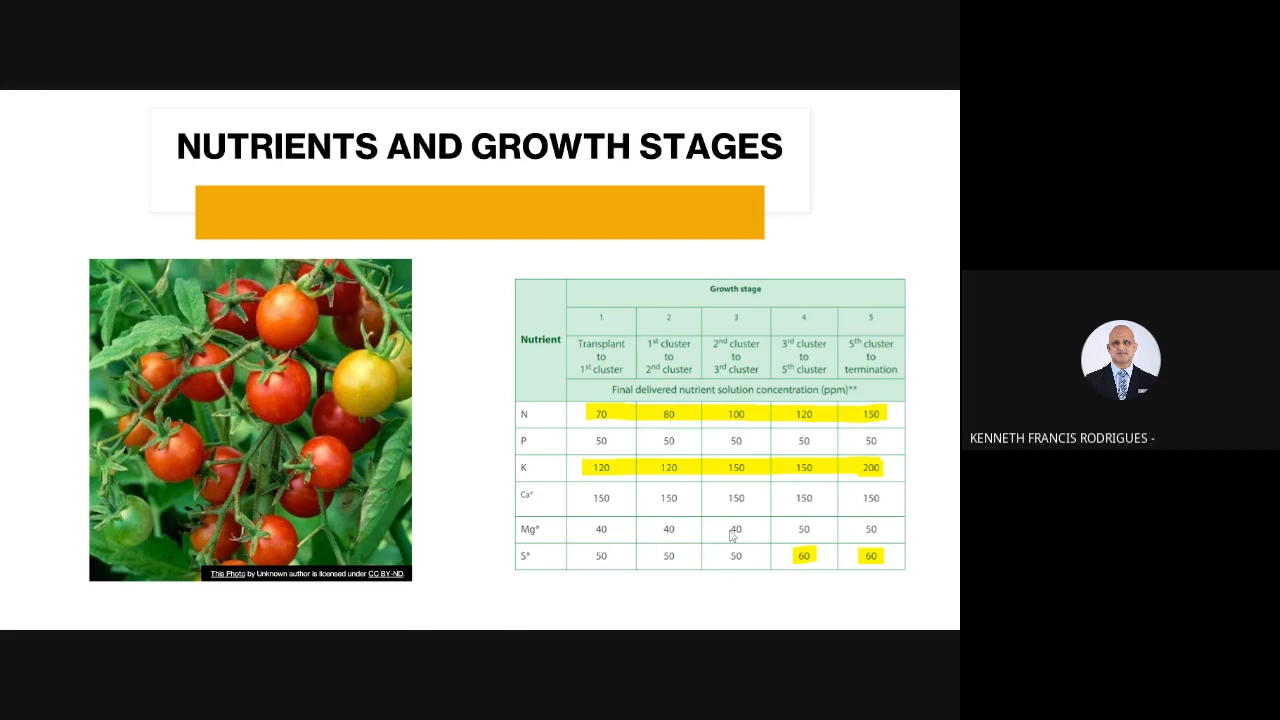 NUTRIENTS AND GROWTH STAGES
This Photo by Unknown author is licensed under CC BY-ND.
Nutrient
Growth stage
1 2 3 4 5
Transplant to 1st cluster
1st cluster to 2nd cluster
2nd cluster to 3rd cluster
3rd cluster to 5th cluster
5th cluster to termination
Final delivered nutrient solution concentration (ppm)**
N 70 80 100 120 150
P 50 50 50 50 50
K 120 120 150 150 200
Ca* 150 150 150 150 150
Mg* 40 40 40 50 50
S* 50 50 50 60 60
KENNETH FRANCIS RODRIGUES -